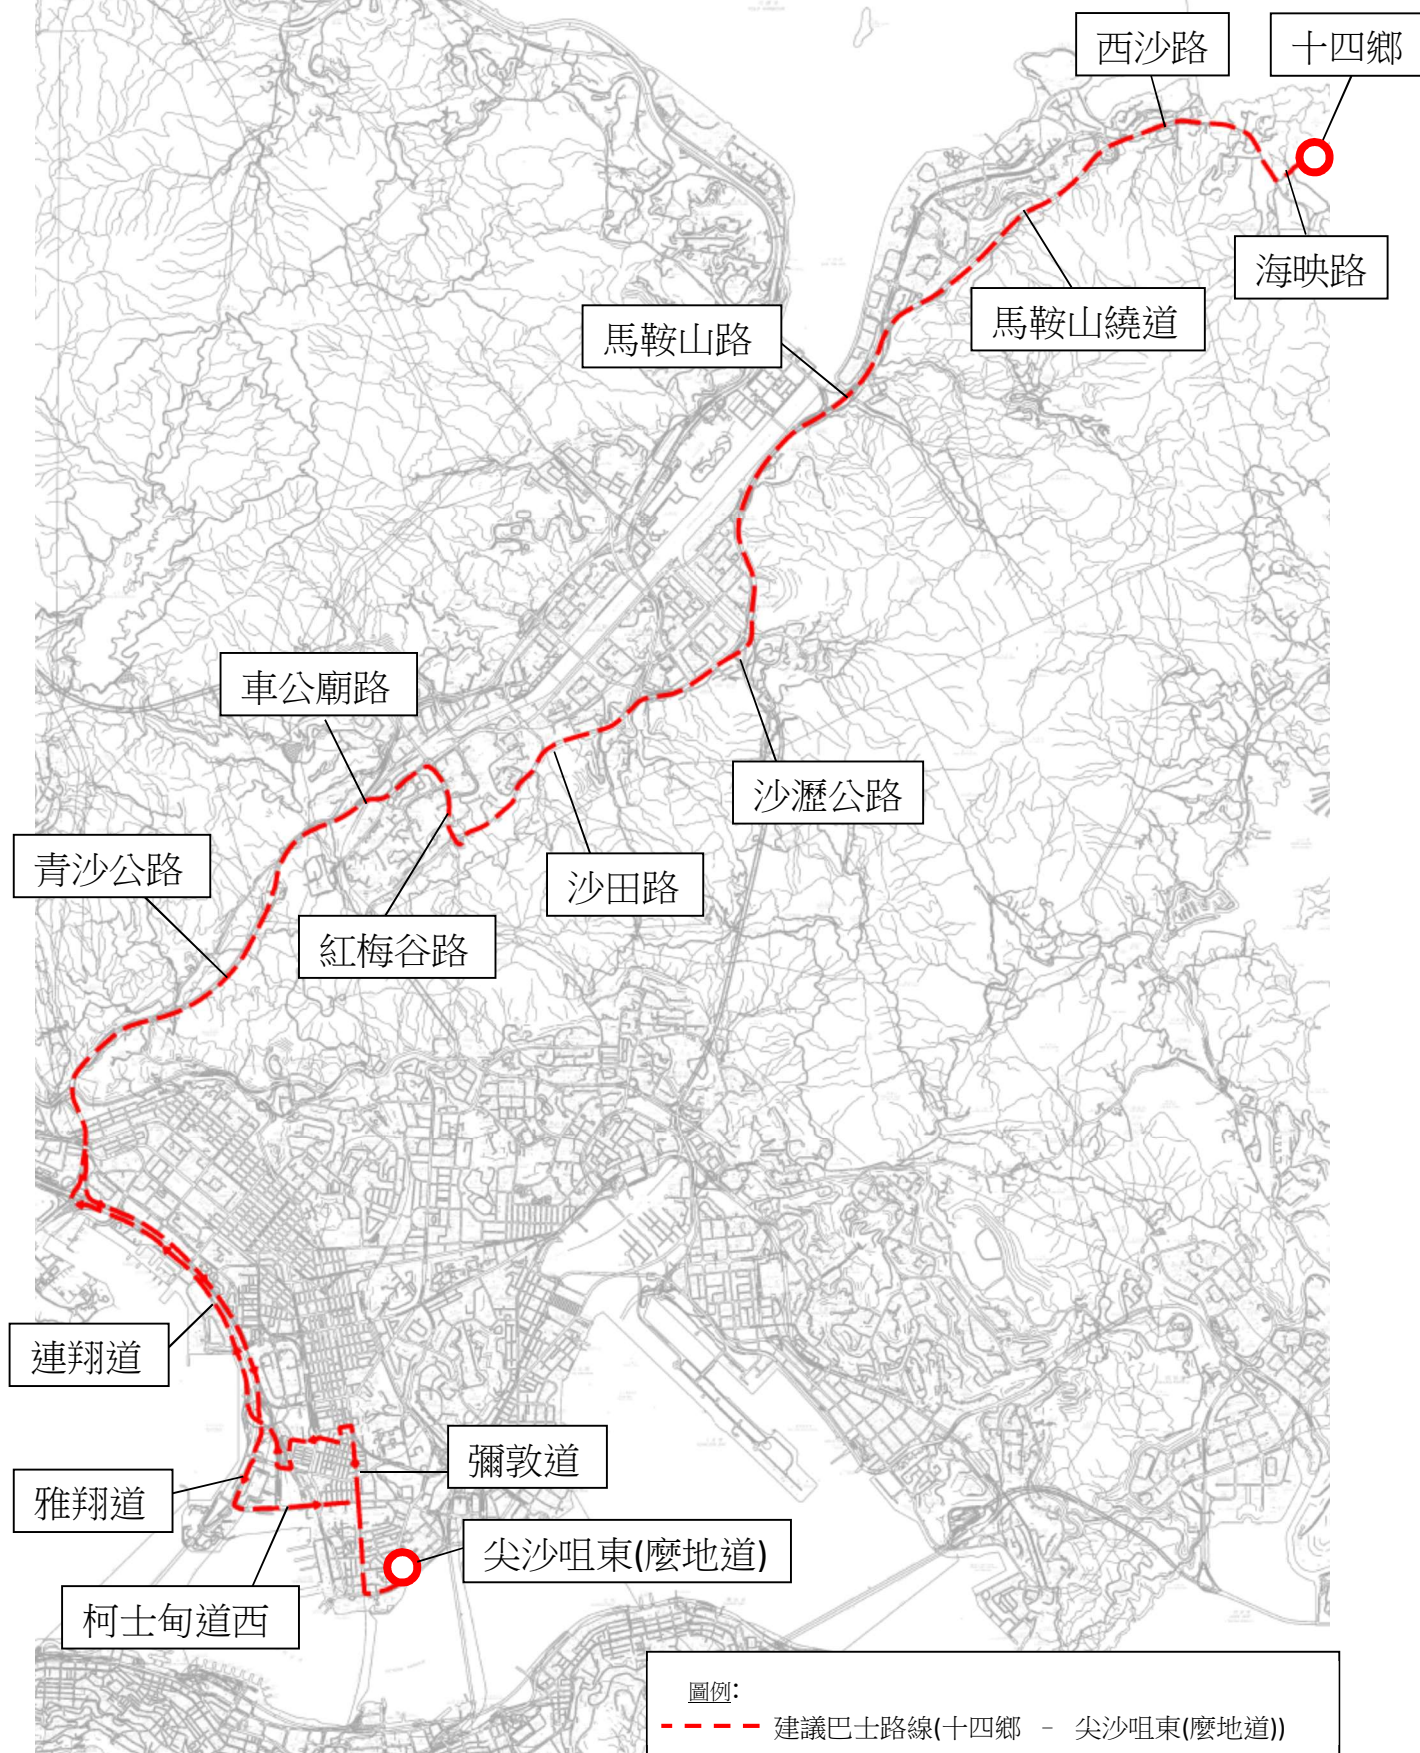 西沙路
十四鄉
海映路
馬鞍山繞道
馬鞍山路
車公廟路
沙瀝公路
青沙公路
沙田路
紅梅谷路
連翔道
彌敦道
雅翔道
尖沙咀東(麼地道)
柯士甸道西
圖例:
建議巴士路線(十四鄉 - 尖沙咀東(麼地道))